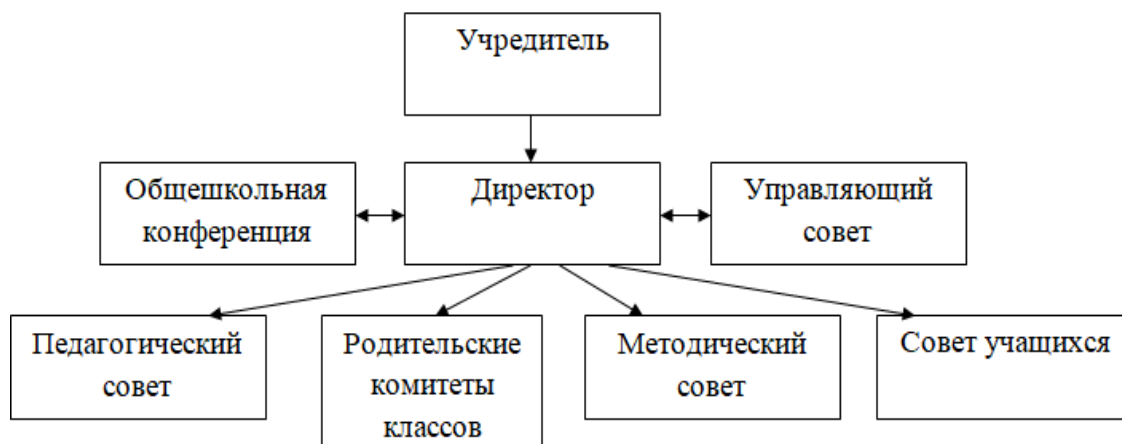 Учредитель
Общешкольная
конференция
Директор
Управляющий
совет
Педагогический
совет
Родительские
комитеты
классов
Методический
совет
Совет учащихся